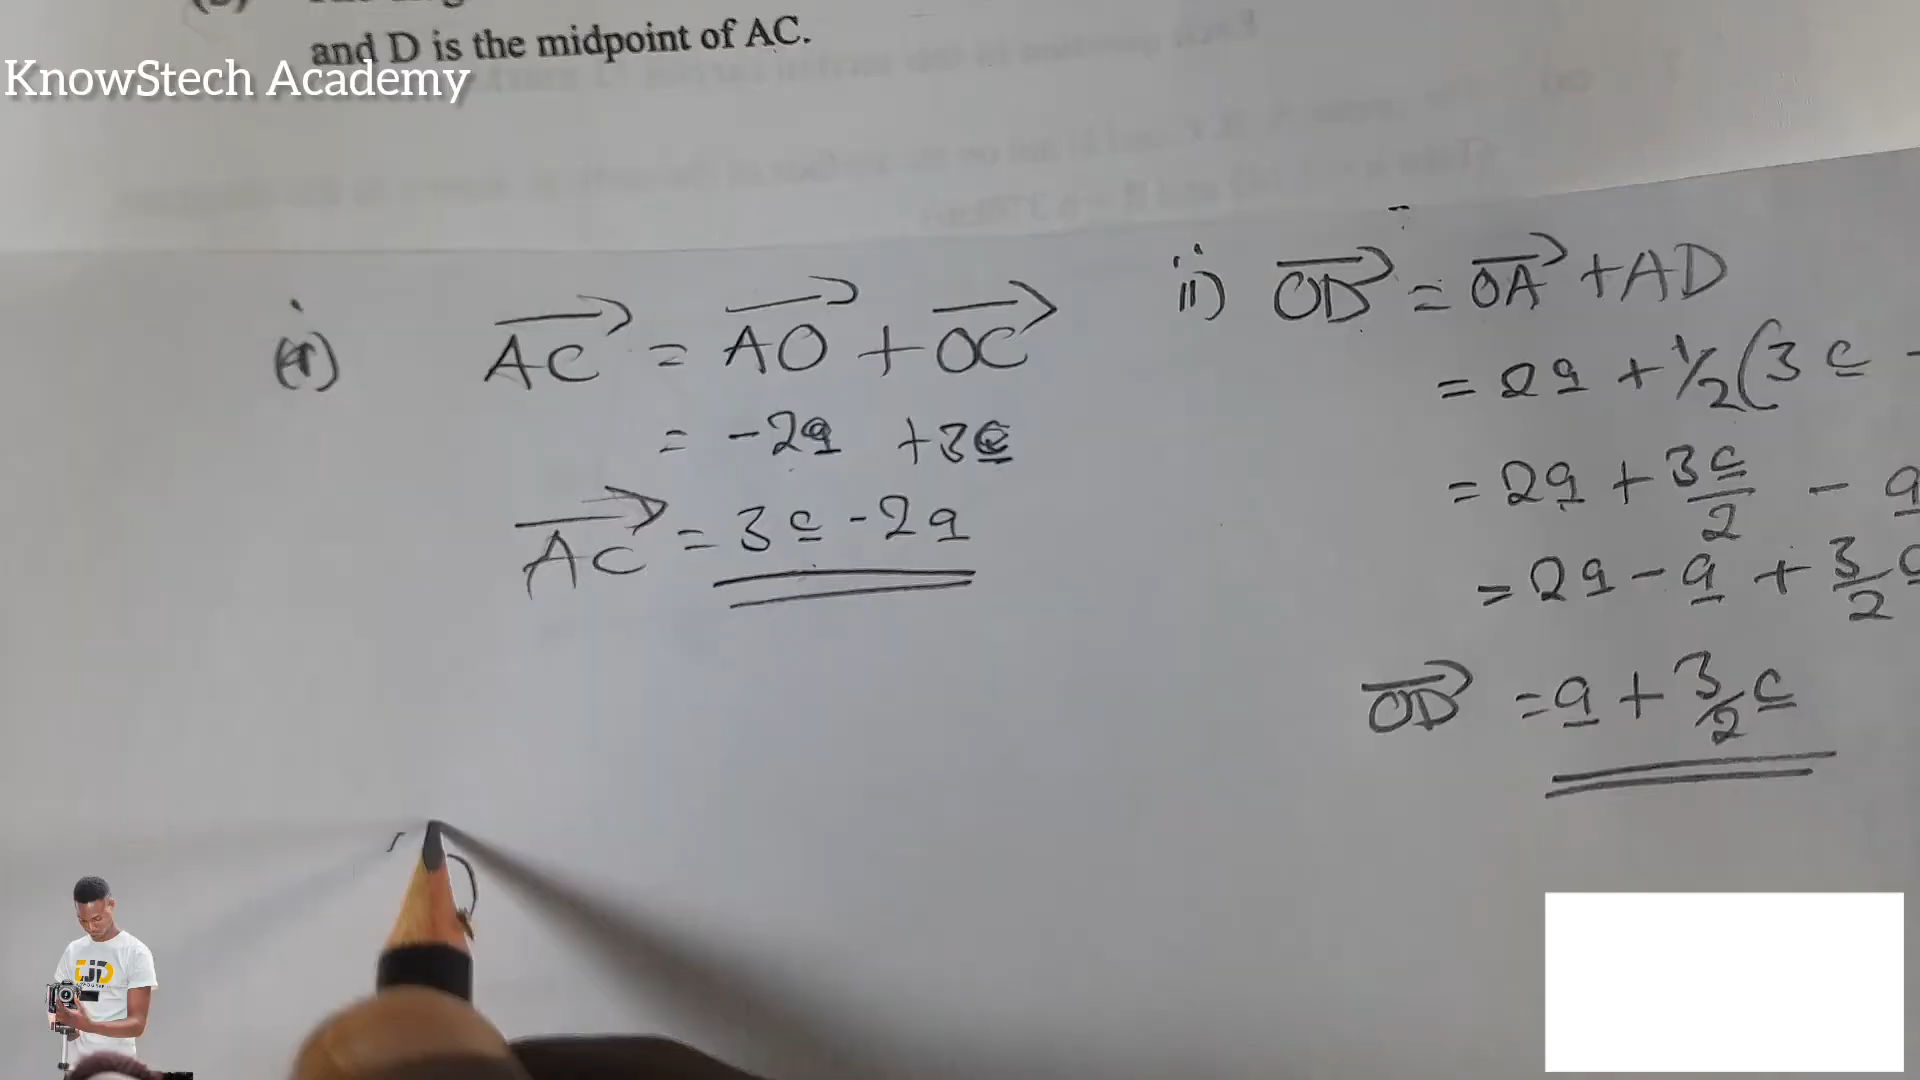 and D is the midpoint of AC.
KnowStech Academy
(i) AC = AO + OC
= -2a + 3c
AC = 3c - 2a
ii) OD = OA + AD
= 2a + 1/2(3c -
= 2a + 3c/2 - a
= 2a - a + 3/2 c
OD = a + 3/2 c